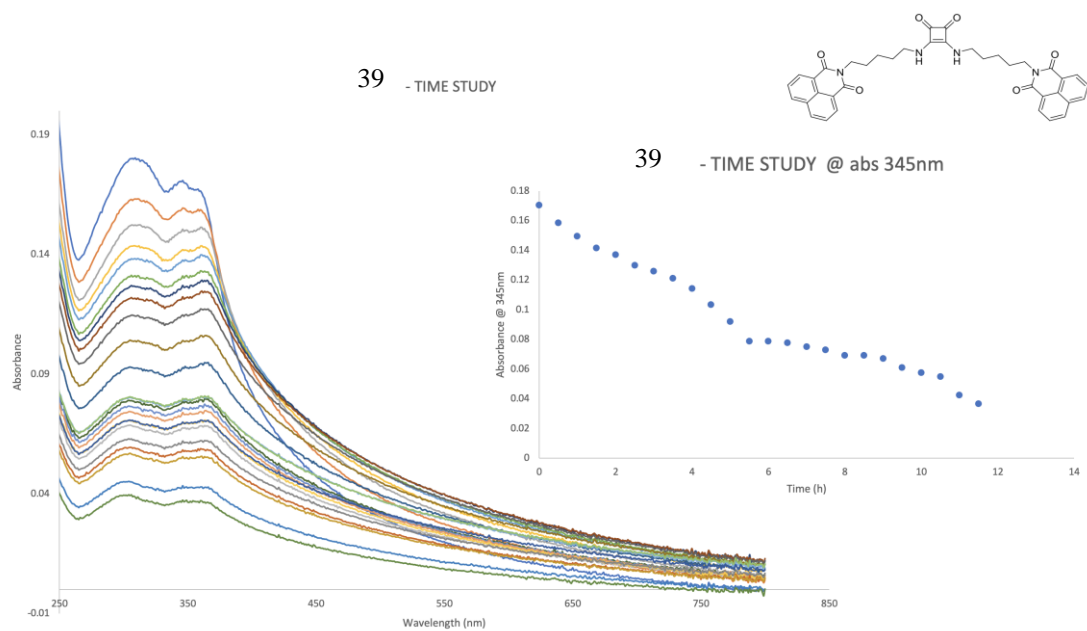 O O
O
N
N
H
N
H
N
O
O
O
39 - TIME STUDY
0.19
0.14
0.09
0.04
-0.01
250 350 450 550 650 750 850
Absorbance
Wavelength (nm)
39 - TIME STUDY @ abs 345nm
0.18
0.16
0.14
0.12
0.1
0.08
0.06
0.04
0.02
0
0 2 4 6 8 10 12 14
Absorbance @ 345nm
Time (h)